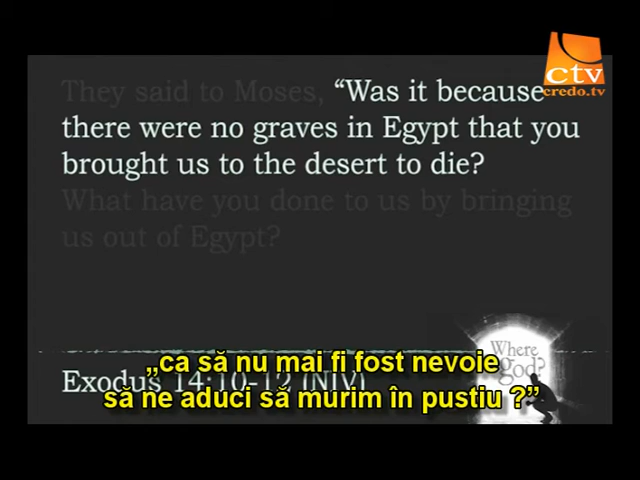 ctv
credo.tv
They said to Moses, “Was it because
there were no graves in Egypt that you
brought us to the desert to die?
What have you done to us by bringing
us out of Egypt?
Where
god?
„ca să nu mai fi fost nevoie
Exodus 14:10-12 (NIV)
să ne aduci să murim în pustiu ?”